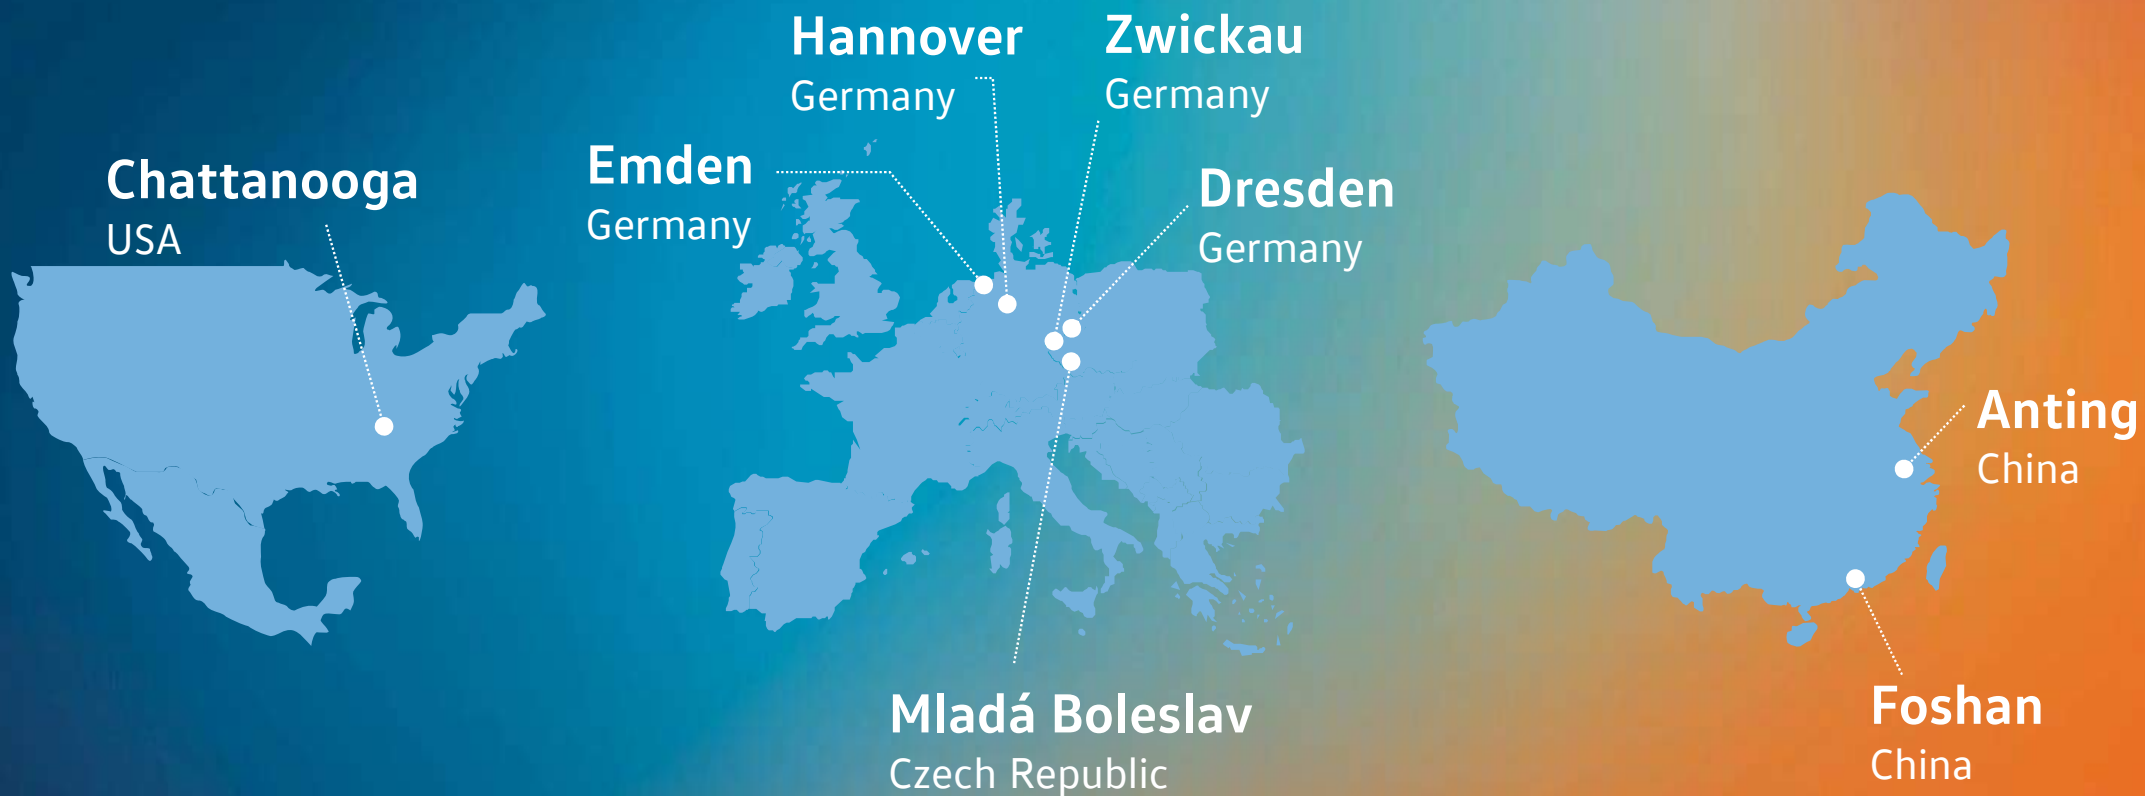 Hannover
Germany
Zwickau
Germany
Emden
Germany
Chattanooga
USA
Dresden
Germany
Anting
China
Mladá Boleslav
Czech Republic
Foshan
China